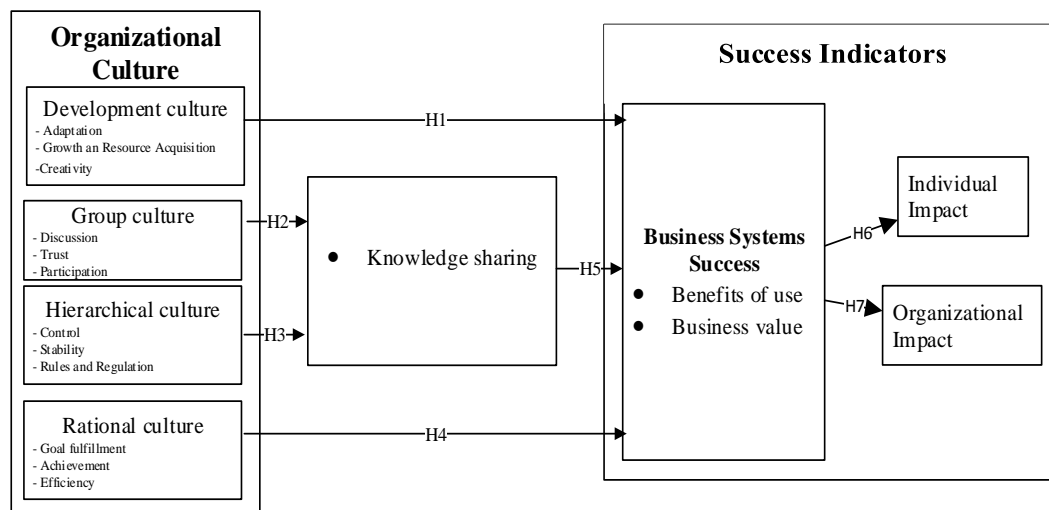 Organizational
Culture
Development culture
- Adaptation
- Growth an Resource Acquisition
-Creativity
Group culture
- Discussion
- Trust
- Participation
Hierarchical culture
- Control
- Stability
- Rules and Regulation
Rational culture
- Goal fulfillment
- Achievement
- Efficiency
H1
H2
H3
H4
• Knowledge sharing
H5
Success Indicators
Business Systems
Success
• Benefits of use
• Business value
H6
H7
Individual
Impact
Organizational
Impact